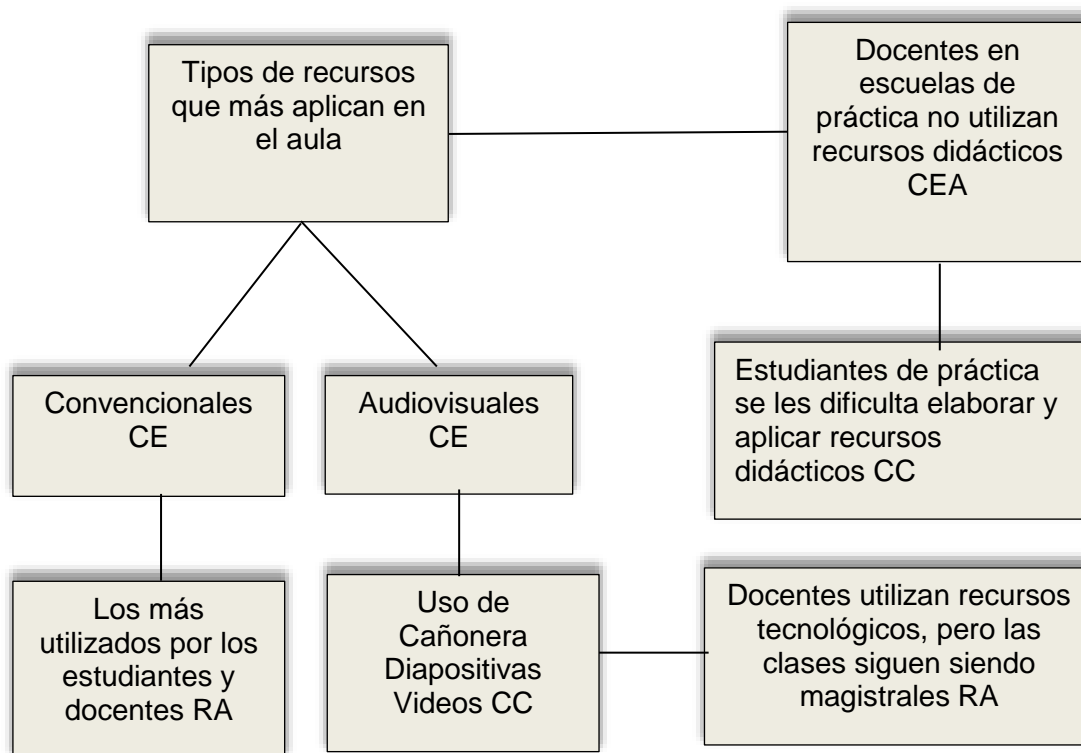 Tipos de recursos
que más aplican en
el aula
Docentes en
escuelas de
práctica no utilizan
recursos didácticos
CEA
Convencionales
CE
Audiovisuales
CE
Estudiantes de práctica
se les dificulta elaborar y
aplicar recursos
didácticos CC
Los más
utilizados por los
estudiantes y
docentes RA
Uso de
Cañonera
Diapositivas
Videos CC
Docentes utilizan recursos
tecnológicos, pero las
clases siguen siendo
magistrales RA